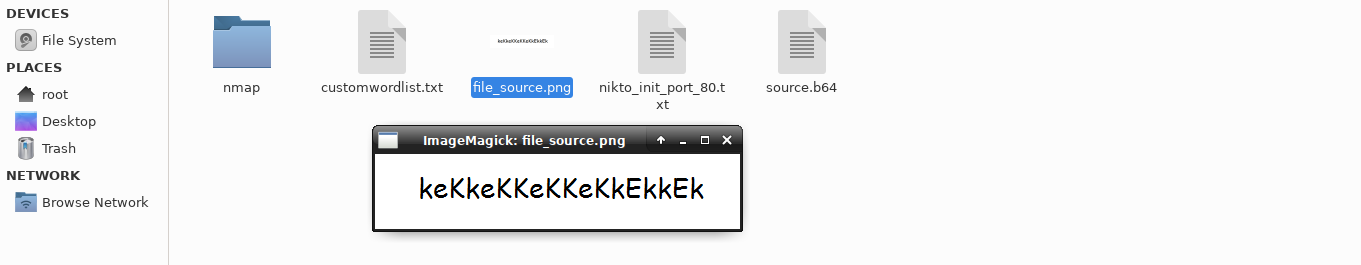 DEVICES
File System
PLACES
root
Desktop
Trash
NETWORK
Browse Network
nmap
customwordlist.txt
keKkeKKeKKeKkEkkEk
file_source.png
nikto_init_port_80.t
xt
source.b64
ImageMagick: file_source.png
keKkeKKeKKeKkEkkEk